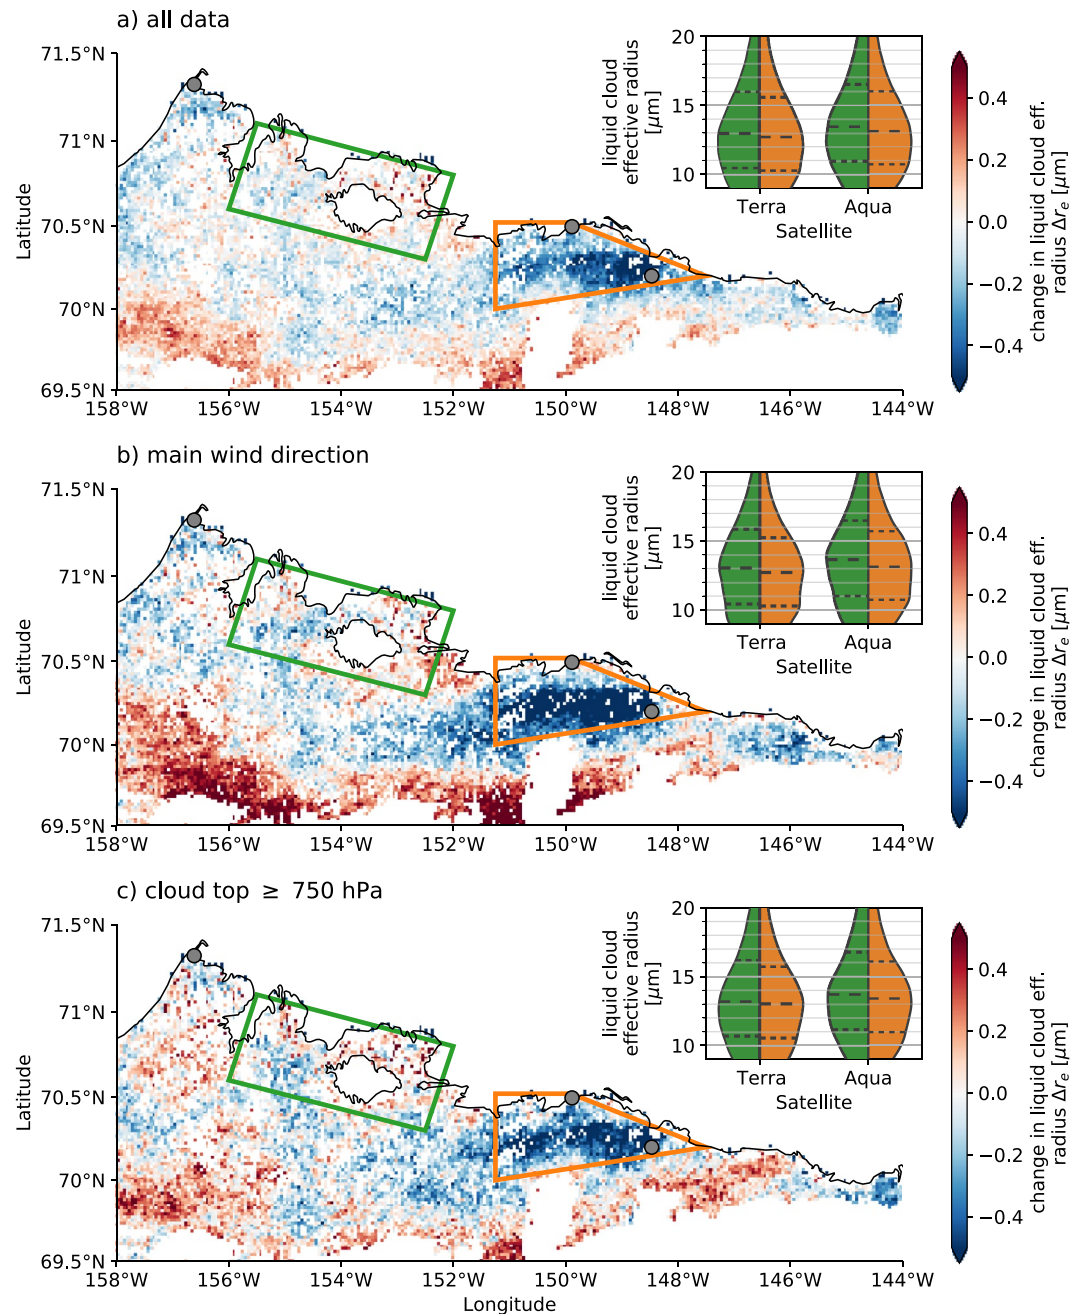 a) all data
71.5°N
71°N
70.5°N
70°N
69.5°N
Latitude
158°W 156°W 154°W 152°W 150°W 148°W 146°W 144°W
20
15
10
liquid cloud
effective radius
[μm]
Terra Aqua
Satellite
0.4
0.2
0.0
−0.2
−0.4
change in liquid cloud eff.
radius Δr_e [μm]
b) main wind direction
71.5°N
71°N
70.5°N
70°N
69.5°N
Latitude
158°W 156°W 154°W 152°W 150°W 148°W 146°W 144°W
20
15
10
liquid cloud
effective radius
[μm]
Terra Aqua
Satellite
0.4
0.2
0.0
−0.2
−0.4
change in liquid cloud eff.
radius Δr_e [μm]
c) cloud top ≥ 750 hPa
71.5°N
71°N
70.5°N
70°N
69.5°N
Latitude
158°W 156°W 154°W 152°W 150°W 148°W 146°W 144°W
Longitude
20
15
10
liquid cloud
effective radius
[μm]
Terra Aqua
Satellite
0.4
0.2
0.0
−0.2
−0.4
change in liquid cloud eff.
radius Δr_e [μm]